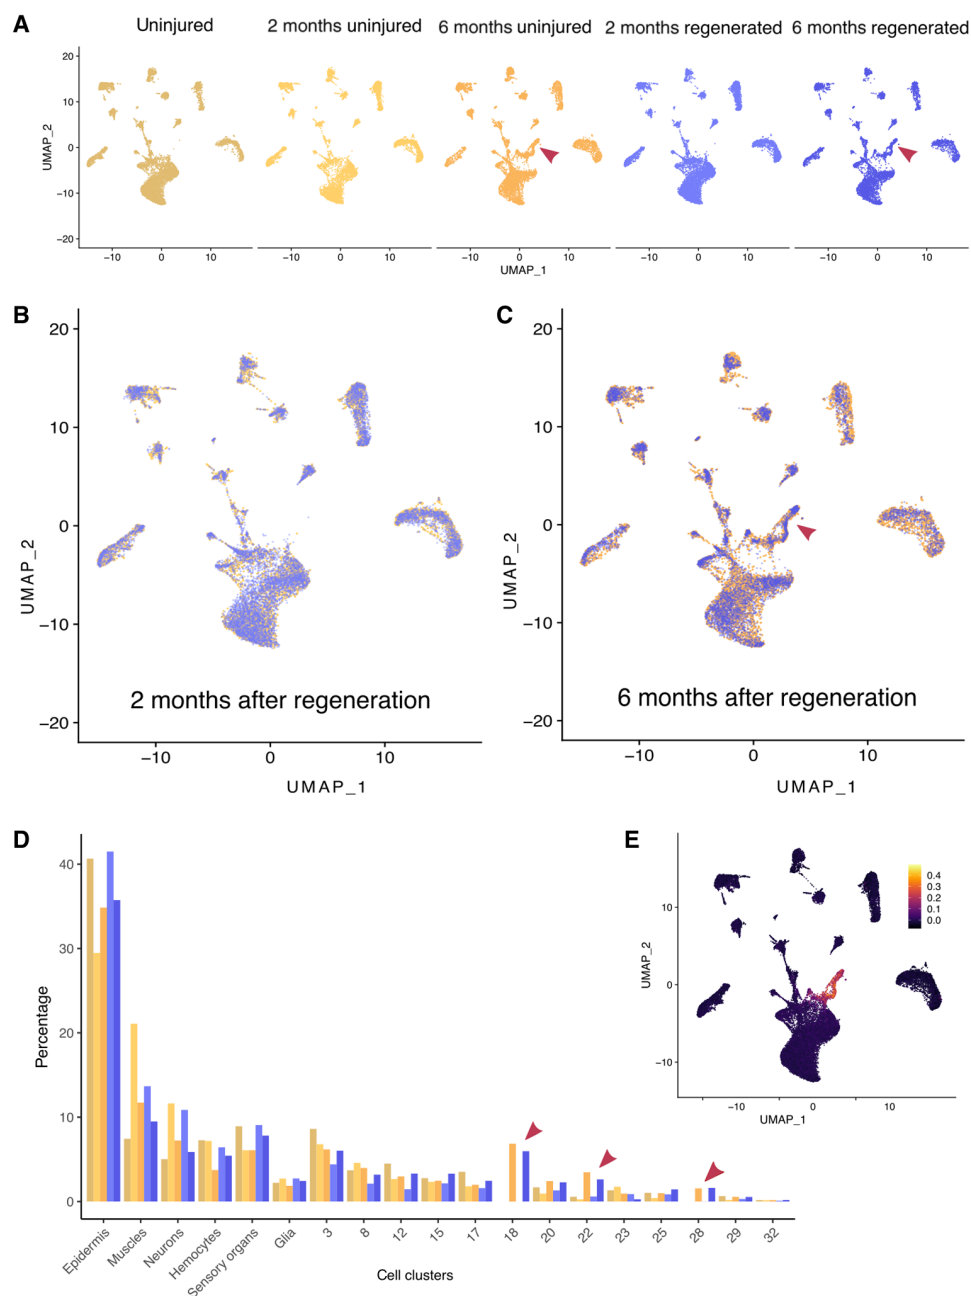 A
Uninjured
2 months uninjured
6 months uninjured
2 months regenerated
6 months regenerated
20
10
0
−10
−20
UMAP_2
−10 0 10
−10 0 10
−10 0 10
−10 0 10
−10 0 10
UMAP_1
B
20
10
0
−10
−20
UMAP_2
2 months after regeneration
−10 0 10
UMAP_1
C
20
10
0
−10
−20
UMAP_2
6 months after regeneration
−10 0 10
UMAP_1
D
40
30
20
10
0
Percentage
Epidermis
Muscles
Neurons
Hemocytes
Sensory organs
Glia
3
8
12
15
17
18
20
22
23
25
28
29
32
Cell clusters
E
0.4
0.3
0.2
0.1
0.0
10
0
−10
UMAP_2
−10 0 10
UMAP_1